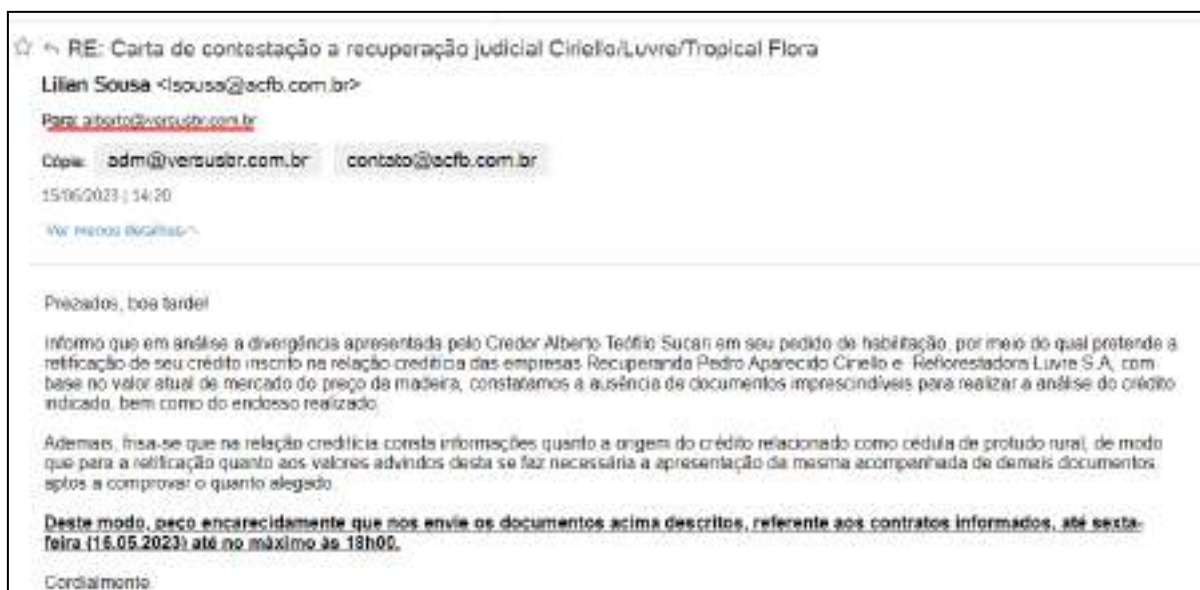 RE: Carta de contestação a recuperação judicial Ciriello/Luvre/Tropical Flora
Lilian Sousa <lsousa@acfb.com.br>
Para: alberto@versusbr.com.br
Cópia: adm@versusbr.com.br contato@acfb.com.br
15/06/2023 | 14:20
Ver menos detalhes
Prezados, boa tarde!
Informo que em análise a divergência apresentada pelo Credor Alberto Teófilo Sucari em seu pedido de habilitação, por meio do qual pretende a
retificação de seu crédito inscrito na relação creditícia das empresas Recuperanda Pedro Aparecido Ciriello e Reflorestadora Luvre S.A, com
base no valor atual de mercado do preço da madeira, constatamos a ausência de documentos imprescindíveis para realizar a análise do crédito
indicado, bem como do endosso realizado.
Ademais, frisa-se que na relação creditícia consta informações quanto a origem do crédito relacionado como cédula de protudo rural, de modo
que para a retificação quanto aos valores advindos desta se faz necessária a apresentação da mesma acompanhada de demais documentos
aptos a comprovar o quanto alegado.
Deste modo, peço encarecidamente que nos envie os documentos acima descritos, referente aos contratos informados, até sexta-
feira (16.05.2023) até no máximo às 18h00.
Cordialmente